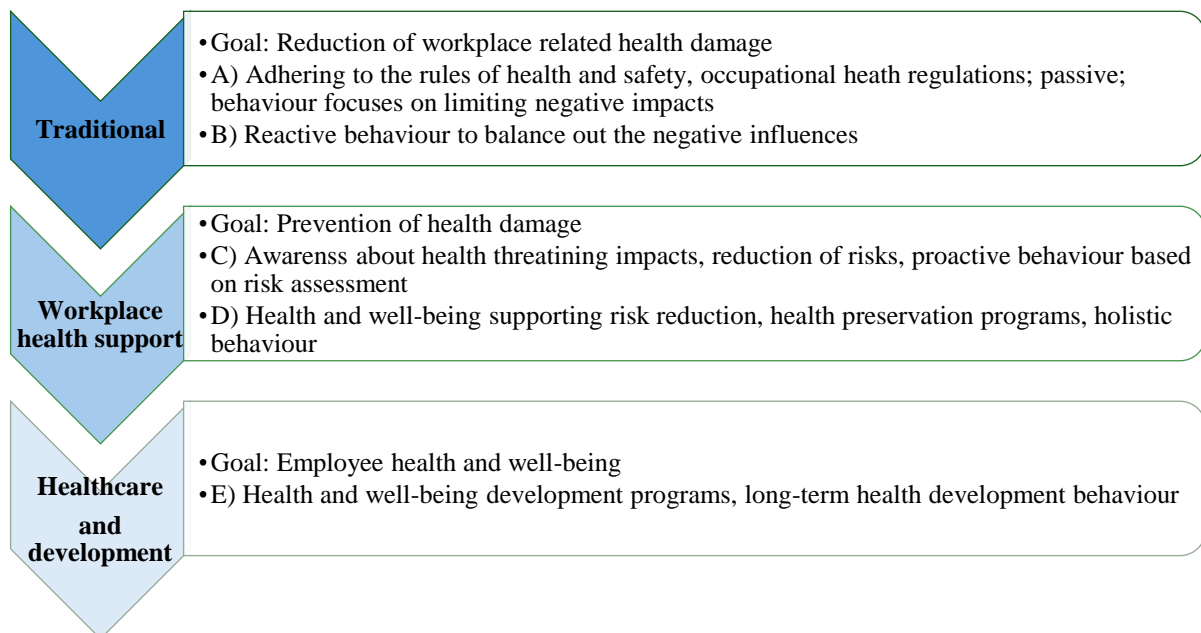 Traditional
•Goal: Reduction of workplace related health damage
•A) Adhering to the rules of health and safety, occupational heath regulations; passive;
behaviour focuses on limiting negative impacts
•B) Reactive behaviour to balance out the negative influences
Workplace
health support
•Goal: Prevention of health damage
•C) Awarenss about health threatining impacts, reduction of risks, proactive behaviour based
on risk assessment
•D) Health and well-being supporting risk reduction, health preservation programs, holistic
behaviour
Healthcare
and
development
•Goal: Employee health and well-being
•E) Health and well-being development programs, long-term health development behaviour